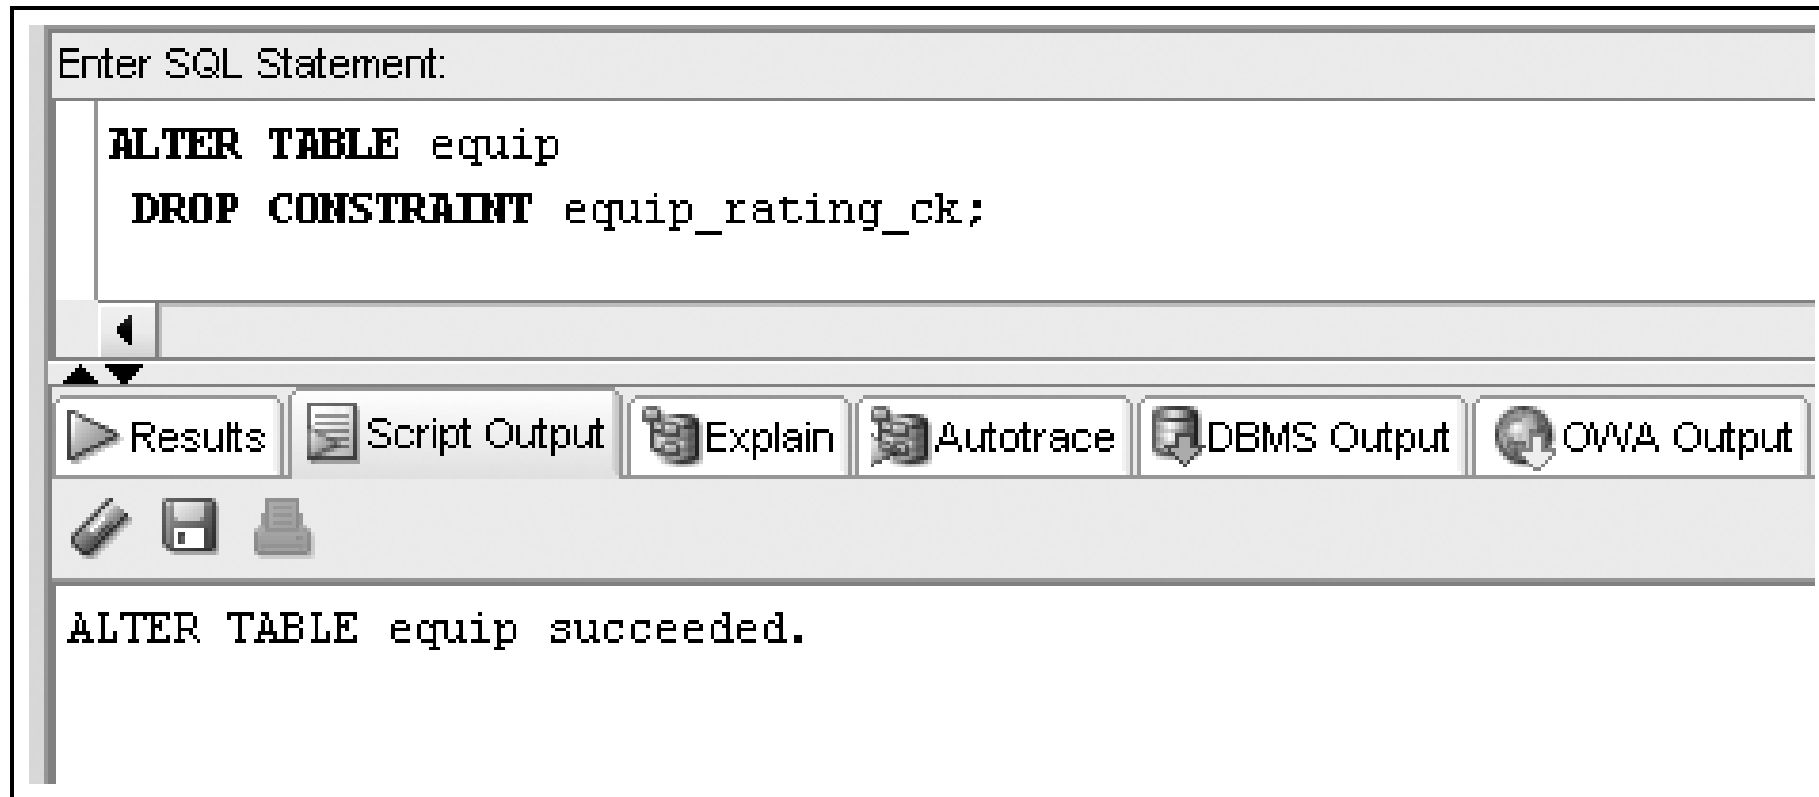 Enter SQL Statement:
ALTER TABLE equip
DROP CONSTRAINT equip_rating_ck;
Results Script Output Explain Autotrace DBMS Output OWA Output
ALTER TABLE equip succeeded.